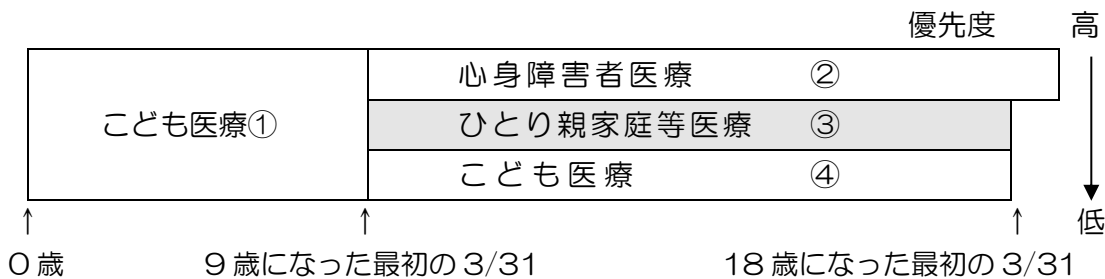 優先度 高
心身障害者医療 ②
こども医療① ひとり親家庭等医療 ③
こども医療 ④
↑ ↑ ↑ 低
0歳 9歳になった最初の3/31 18歳になった最初の3/31